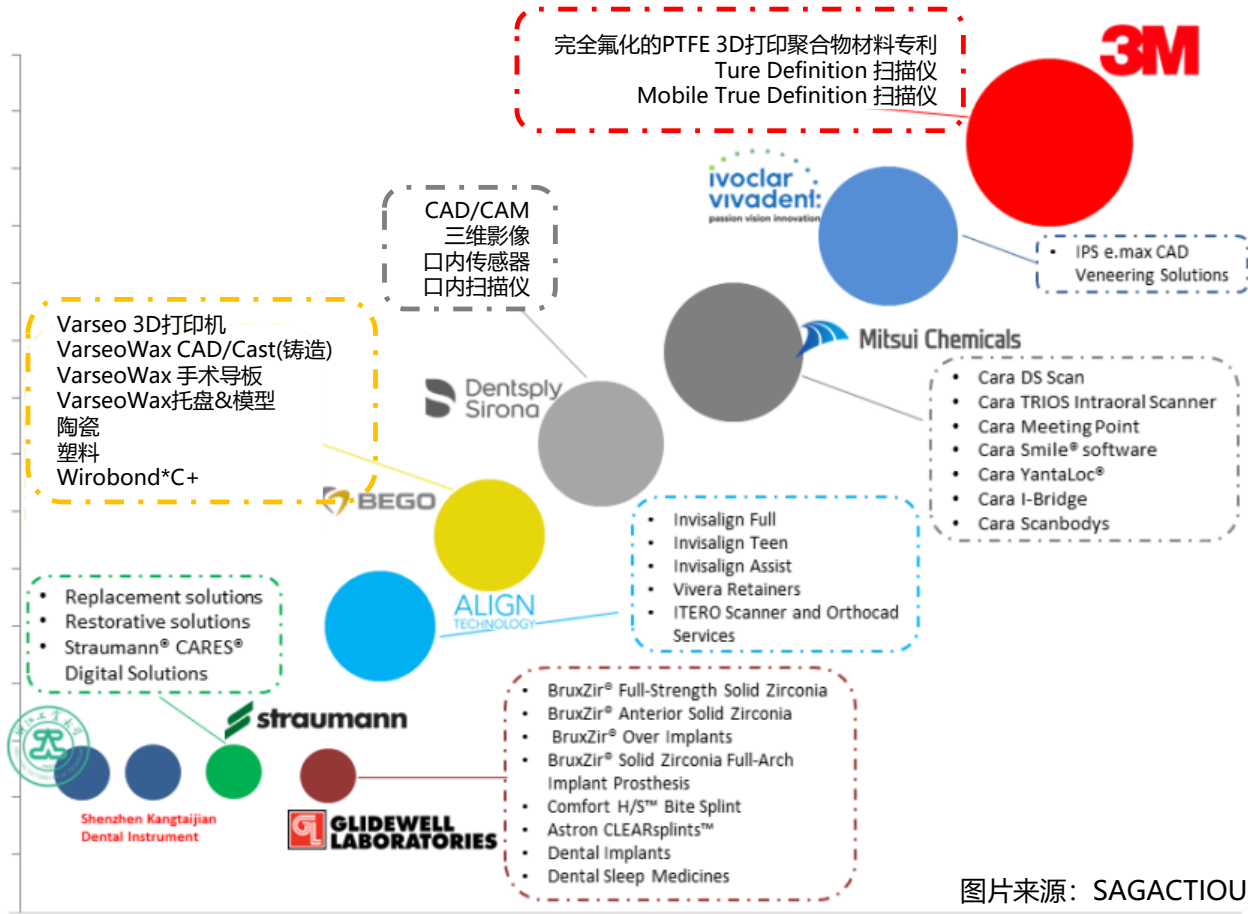 完全氟化的PTFE 3D打印聚合物材料专利
Ture Definition 扫描仪
Mobile True Definition 扫描仪
3M
ivoclar
vivadent:
passion vision innovation
• IPS e.max CAD
Veneering Solutions
CAD/CAM
三维影像
口内传感器
口内扫描仪
Mitsui Chemicals
• Cara DS Scan
• Cara TRIOS Intraoral Scanner
• Cara Meeting Point
• Cara Smile® software
• Cara YantaLoc®
• Cara I-Bridge
• Cara Scanbodys
Varseo 3D打印机
VarseoWax CAD/Cast(铸造)
VarseoWax 手术导板
VarseoWax托盘&模型
陶瓷
塑料
Wirobond*C+
Dentsply
Sirona
BEGO
• Invisalign Full
• Invisalign Teen
• Invisalign Assist
• Vivera Retainers
• ITERO Scanner and Orthocad
Services
ALIGN
TECHNOLOGY
• Replacement solutions
• Restorative solutions
• Straumann® CARES®
Digital Solutions
straumann
• BruxZir® Full-Strength Solid Zirconia
• BruxZir® Anterior Solid Zirconia
• BruxZir® Over Implants
• BruxZir® Solid Zirconia Full-Arch
Implant Prosthesis
• Comfort H/S™ Bite Splint
• Astron CLEARsplints™
• Dental Implants
• Dental Sleep Medicines
Shenzhen Kangtaijian
Dental Instrument
GL
GLIDEWELL
LABORATORIES
图片来源：SAGACTIOU